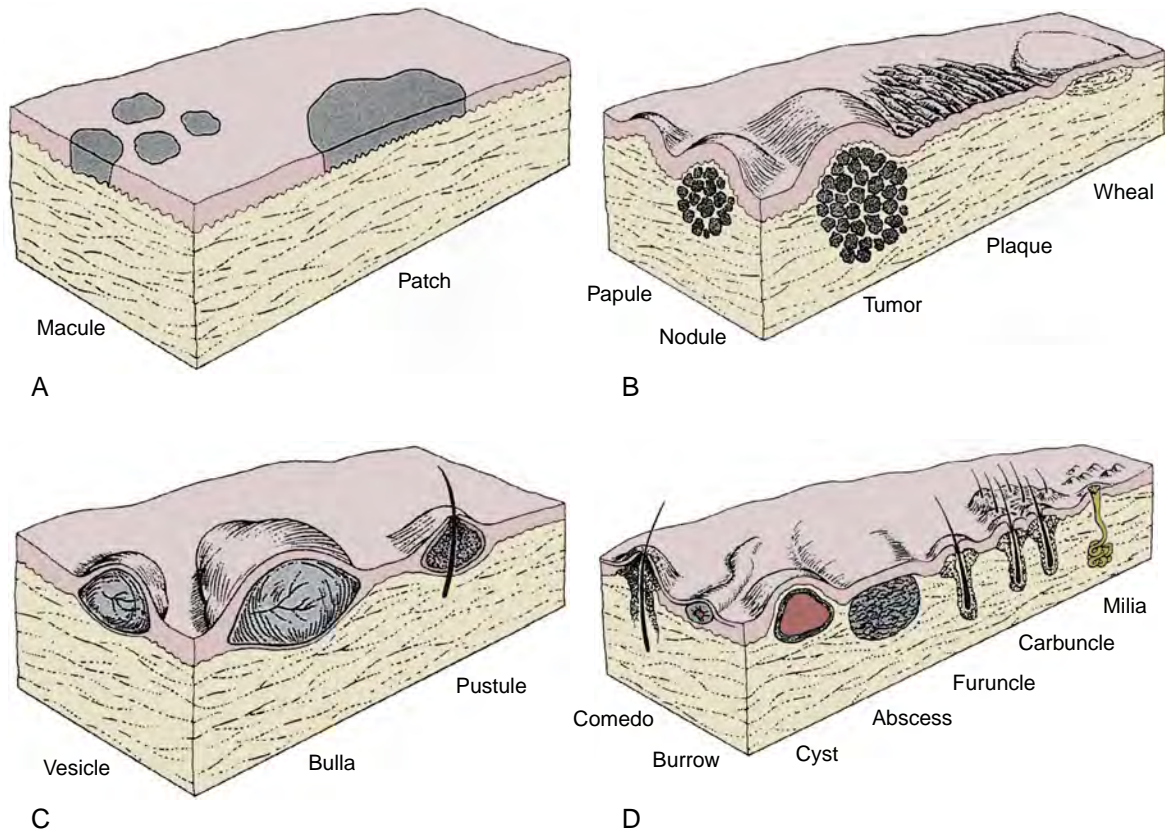 Macule
Patch
A
Papule
Nodule
Tumor
Plaque
Wheal
B
Vesicle
Bulla
Pustule
C
Comedo
Burrow
Cyst
Abscess
Furuncle
Carbuncle
Milia
D